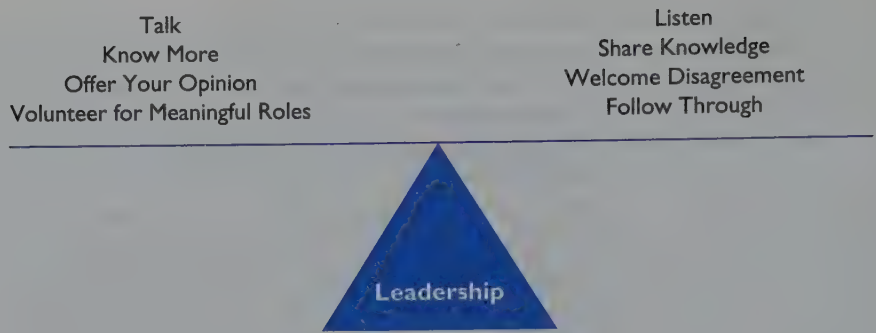 Talk
Know More
Offer Your Opinion
Volunteer for Meaningful Roles
Listen
Share Knowledge
Welcome Disagreement
Follow Through
Leadership